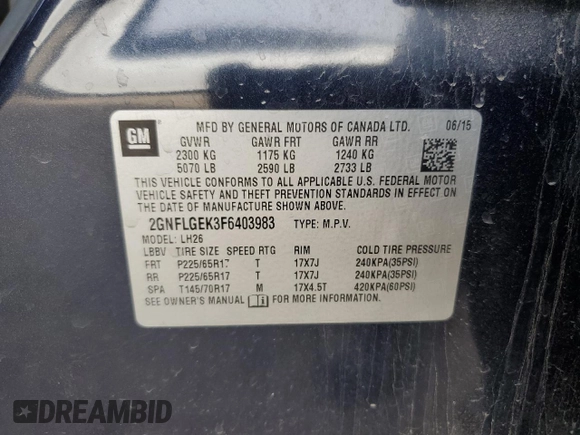 GM
MFD BY GENERAL MOTORS OF CANADA LTD. 06/15
GVWR GAWR FRT GAWR RR
2300 KG 1175 KG 1240 KG
5070 LB 2590 LB 2733 LB
THIS VEHICLE CONFORMS TO ALL APPLICABLE U.S. FEDERAL MOTOR
VEHICLE SAFETY AND THEFT PREVENTION STANDARDS IN EFFECT ON
THE DATE OF MANUFACTURE SHOWN ABOVE.
2GNFLGEK3F6403983 TYPE: M.P.V.
MODEL: LH26
LBBV TIRE SIZE SPEED RTG RIM COLD TIRE PRESSURE
FRT P225/65R17 T 17X7J 240KPA(35PSI)
RR P225/65R17 T 17X7J 240KPA(35PSI)
SPA T145/70R17 M 17X4.5T 420KPA(60PSI)
SEE OWNER'S MANUAL FOR MORE INFORMATION.
DREAMBID